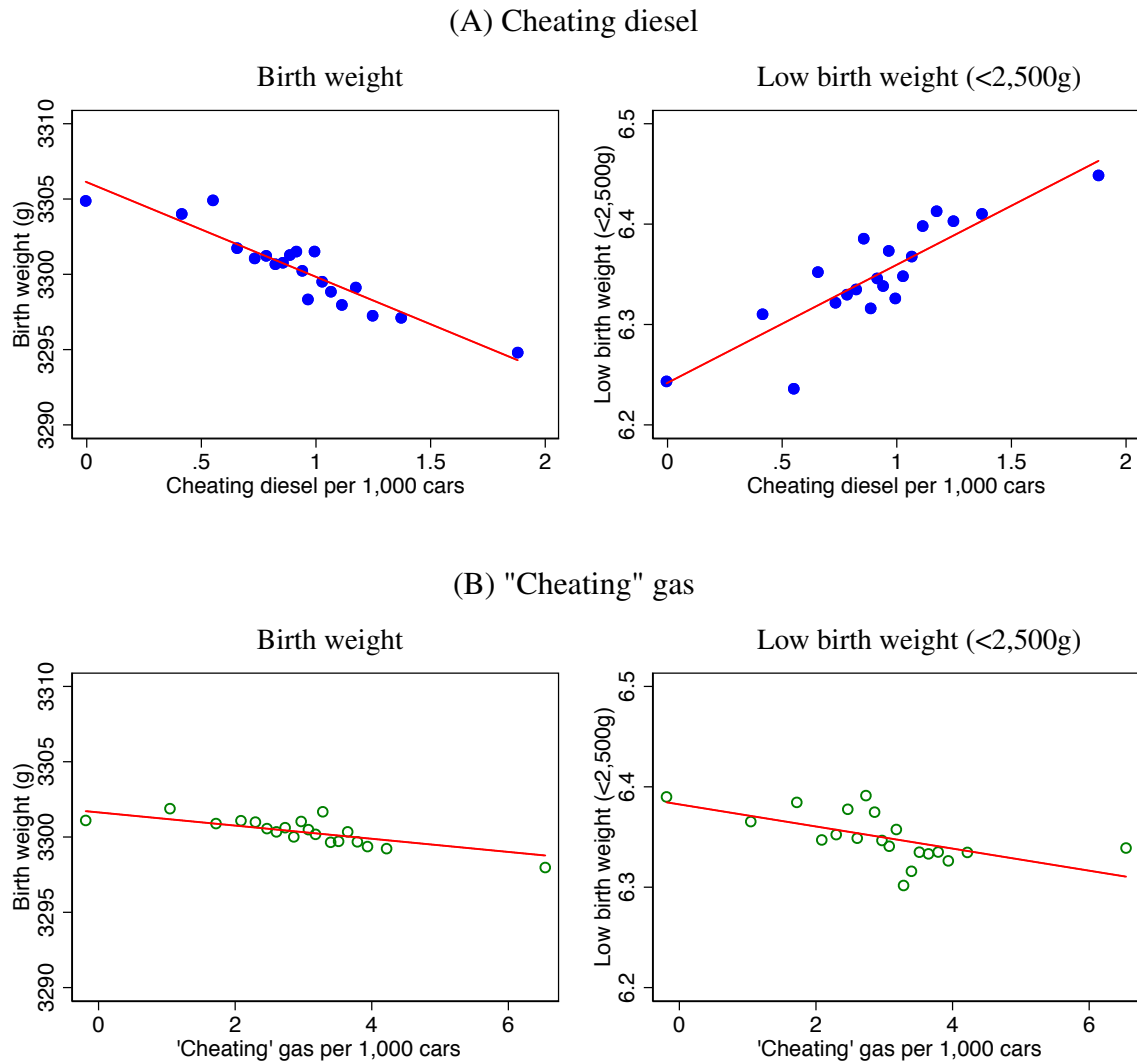 (A) Cheating diesel
Birth weight
Birth weight (g)
3310
3305
3300
3295
3290
0
.5
1
1.5
2
Cheating diesel per 1,000 cars
Low birth weight (<2,500g)
Low birth weight (<2,500g)
6.5
6.4
6.3
6.2
0
.5
1
1.5
2
Cheating diesel per 1,000 cars
(B) "Cheating" gas
Birth weight
Birth weight (g)
3310
3305
3300
3295
3290
0
2
4
6
'Cheating' gas per 1,000 cars
Low birth weight (<2,500g)
Low birth weight (<2,500g)
6.5
6.4
6.3
6.2
0
2
4
6
'Cheating' gas per 1,000 cars